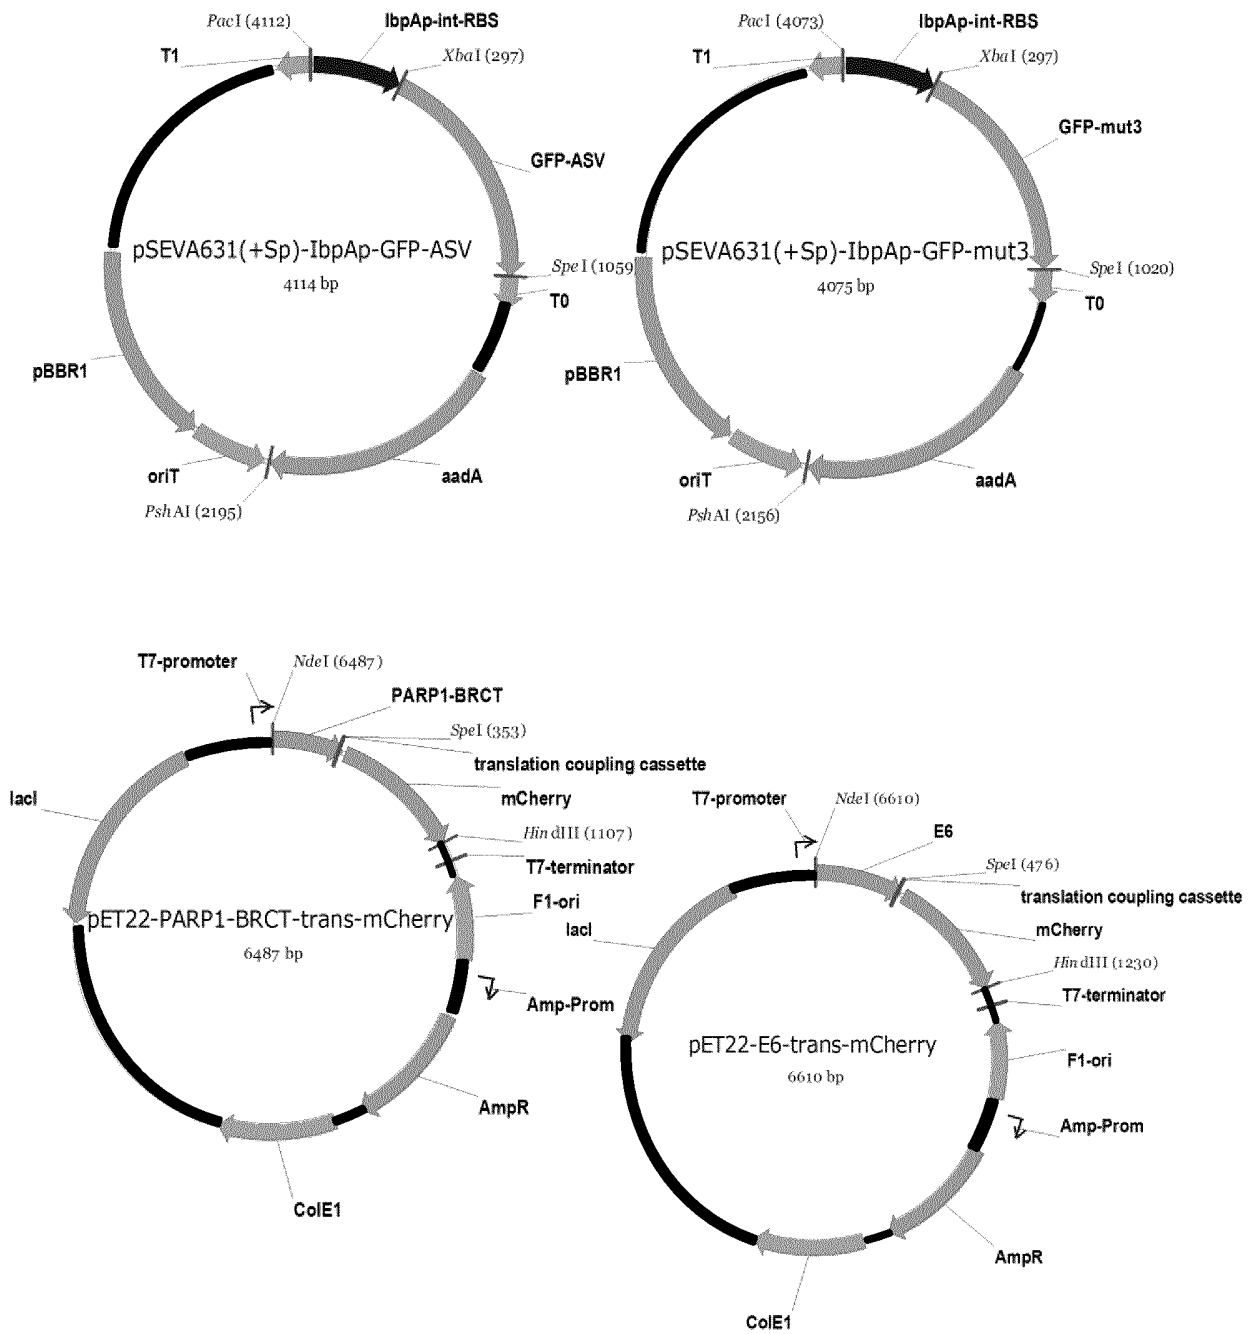 PacI (4112)
IbpAp-int-RBS
T1
XbaI (297)
GFP-ASV
pSEVA631(+Sp)-IbpAp-GFP-ASV
4114 bp
SpeI (1059)
T0
pBBR1
oriT
aadA
PshAI (2195)
PacI (4073)
IbpAp-int-RBS
T1
XbaI (297)
GFP-mut3
pSEVA631(+Sp)-IbpAp-GFP-mut3
4075 bp
SpeI (1020)
T0
pBBR1
oriT
aadA
PshAI (2156)
T7-promoter
NdeI (6487)
PARP1-BRCT
SpeI (353)
translation coupling cassette
lacI
mCherry
HindIII (1107)
T7-terminator
F1-ori
pET22-PARP1-BRCT-trans-mCherry
6487 bp
Amp-Prom
AmpR
ColE1
T7-promoter
NdeI (6610)
E6
SpeI (476)
translation coupling cassette
lacI
mCherry
HindIII (1230)
T7-terminator
pET22-E6-trans-mCherry
6610 bp
F1-ori
Amp-Prom
AmpR
ColE1